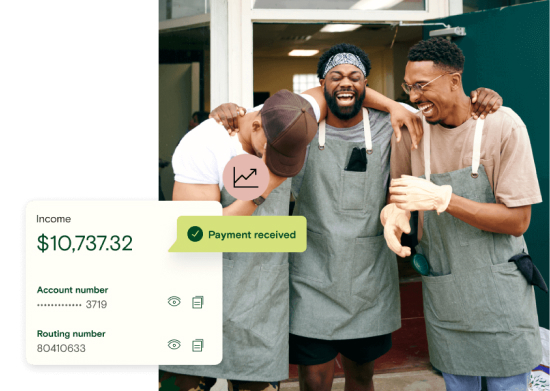 Income
$10,737.32
Payment received
Account number
••••••••••••• 3719
Routing number
80410633